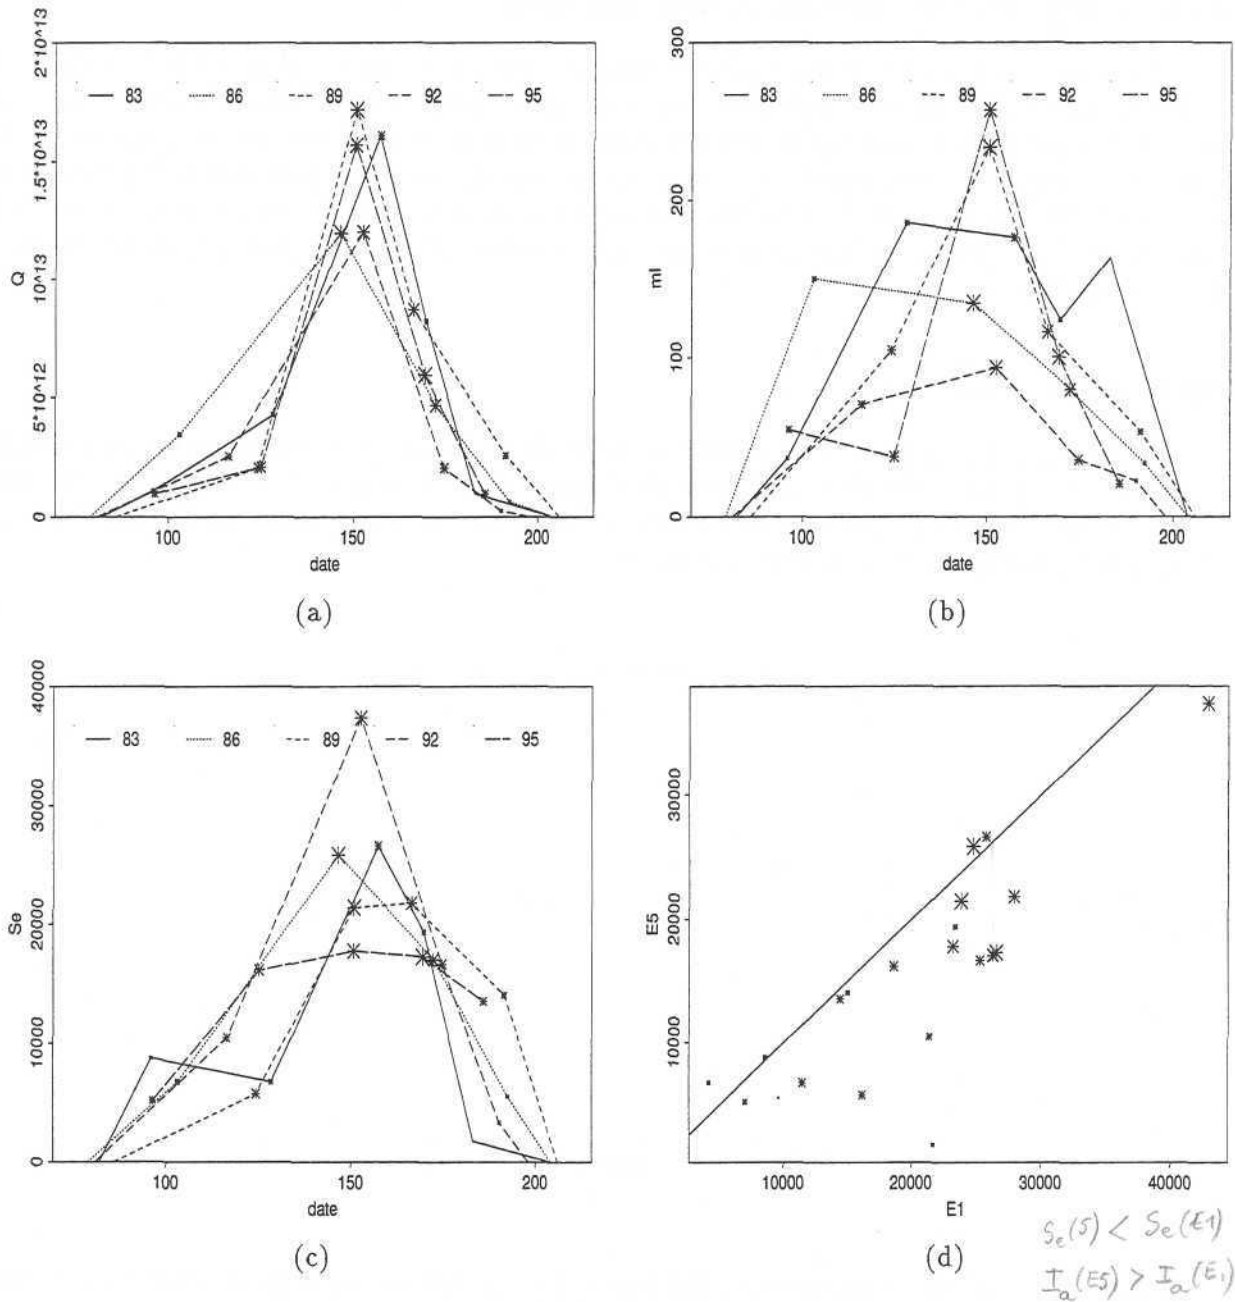 2*10^13
1.5*10^13
10^13
5*10^12
0
Q
83 86 89 92 95
100 150 200
date
(a)
300
200
100
0
ml
83 86 89 92 95
100 150 200
date
(b)
40000
30000
20000
10000
0
Se
83 86 89 92 95
100 150 200
date
(c)
30000
20000
10000
E5
10000 20000 30000 40000
E1
(d)
Se(5) < Se(E1)
Ia(E5) > Ia(E1)